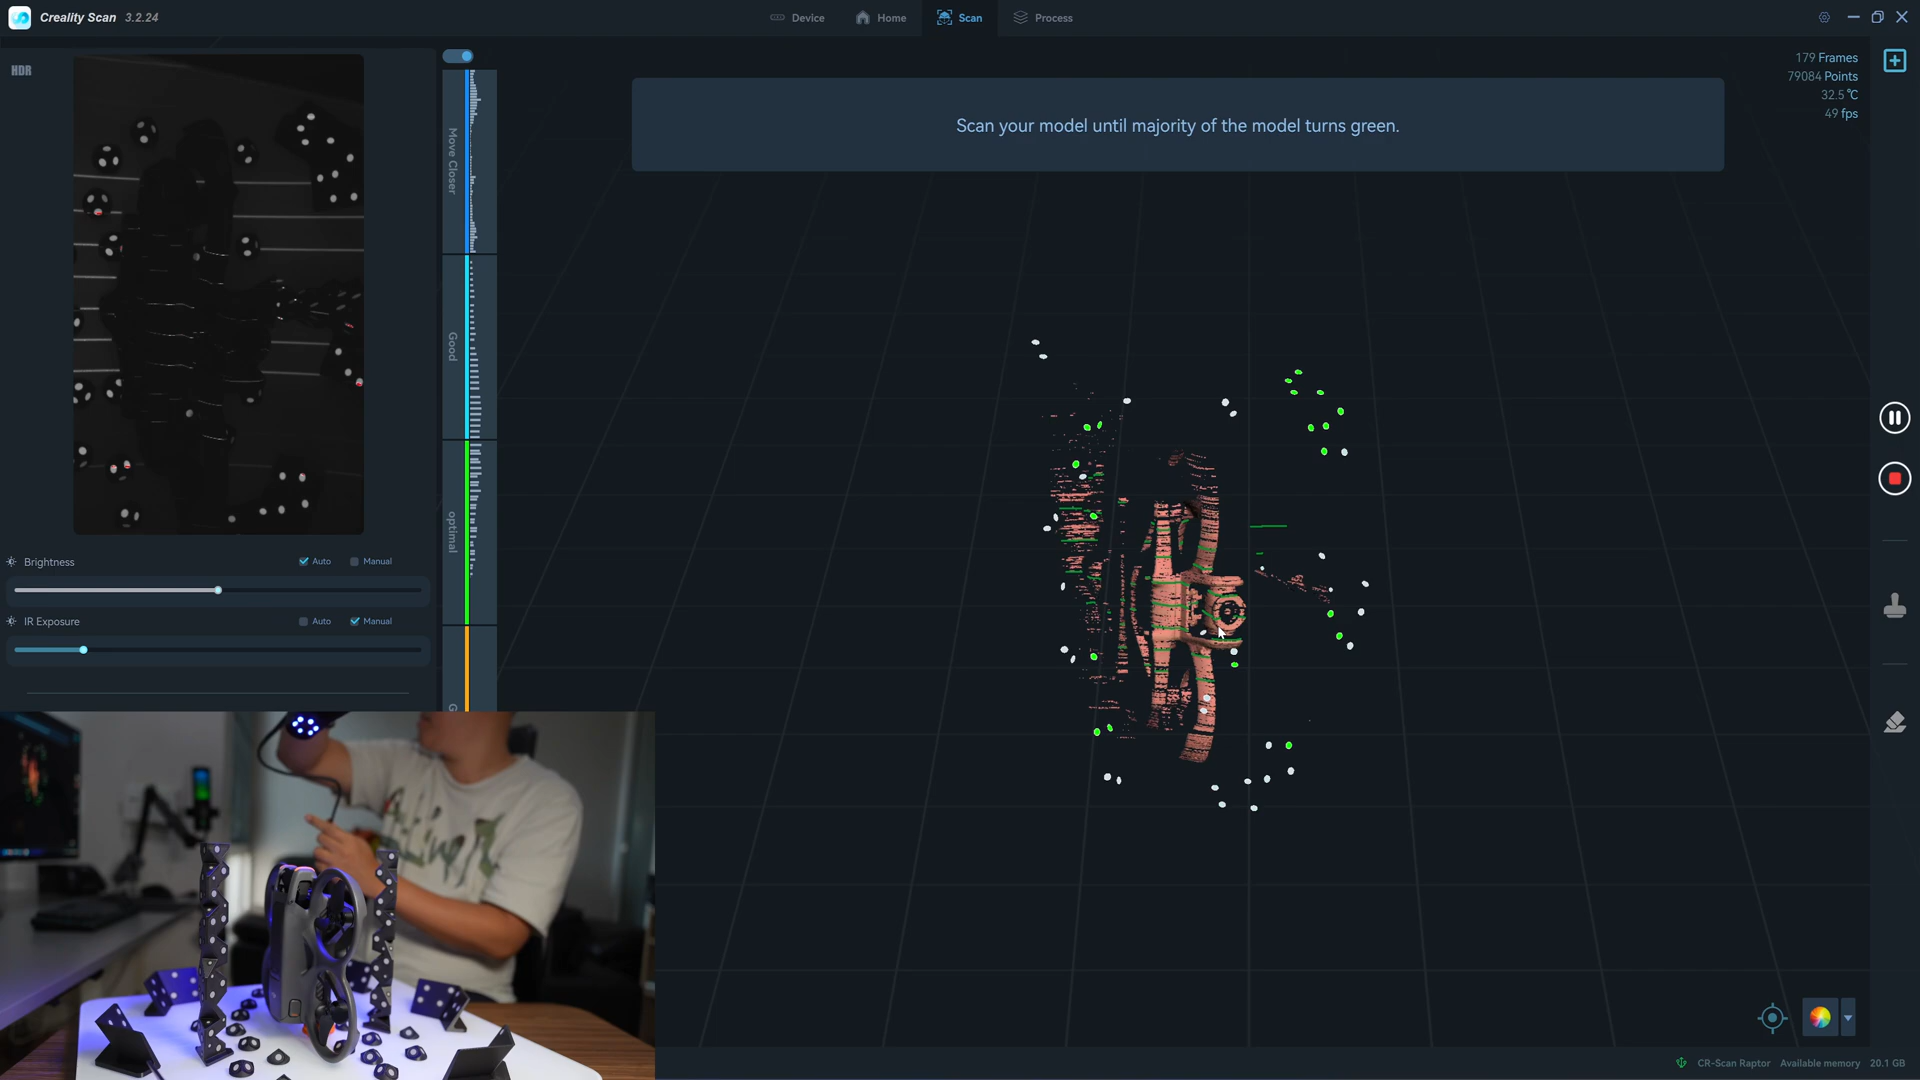 Creality Scan 3.2.24
Device
Home
Scan
Process
HDR
Move Closer
Good
optimal
G
Scan your model until majority of the model turns green.
179 Frames
79084 Points
32.5 ℃
49 fps
Brightness
Auto
Manual
IR Exposure
Auto
Manual
CR-Scan Raptor Available memory 20.1 GB